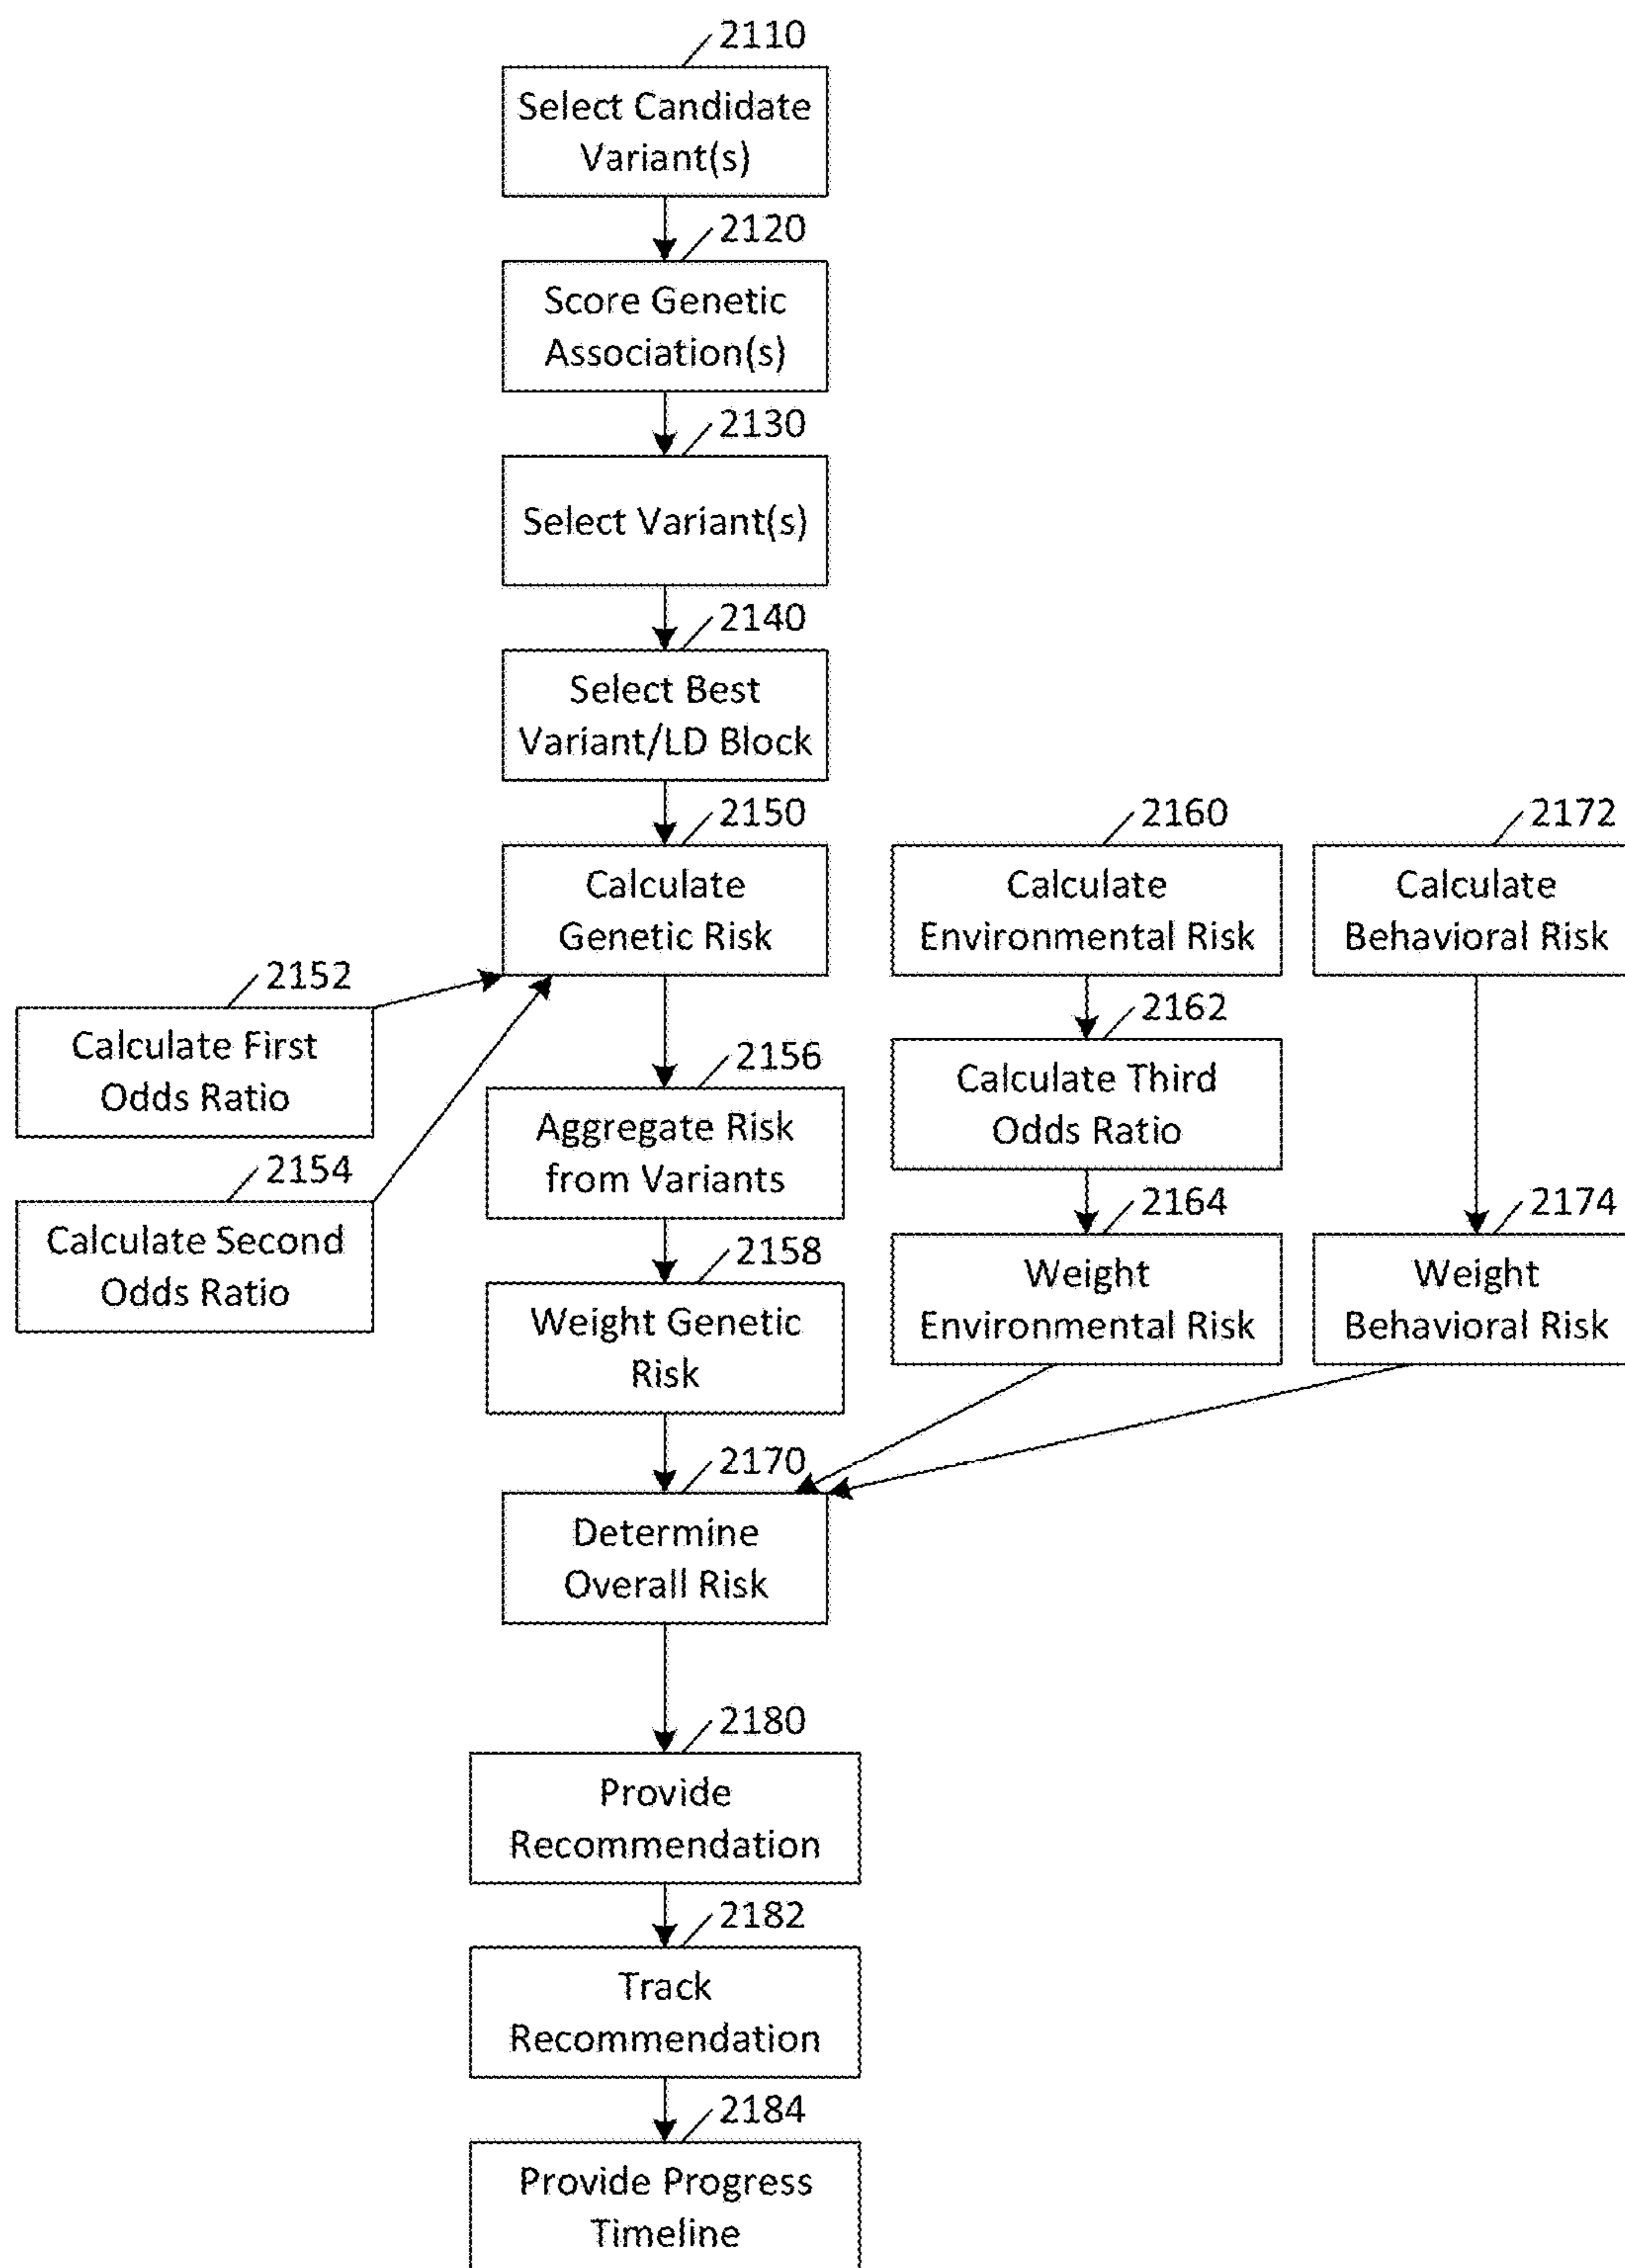 2110
Select Candidate
Variant(s)
2120
Score Genetic
Association(s)
2130
Select Variant(s)
2140
Select Best
Variant/LD Block
2150
Calculate
Genetic Risk
2160
Calculate
Environmental Risk
2172
Calculate
Behavioral Risk
2152
Calculate First
Odds Ratio
2162
Calculate Third
Odds Ratio
2156
Aggregate Risk
from Variants
2154
Calculate Second
Odds Ratio
2164
Weight
Environmental Risk
2174
Weight
Behavioral Risk
2158
Weight Genetic
Risk
2170
Determine
Overall Risk
2180
Provide
Recommendation
2182
Track
Recommendation
2184
Provide Progress
Timeline